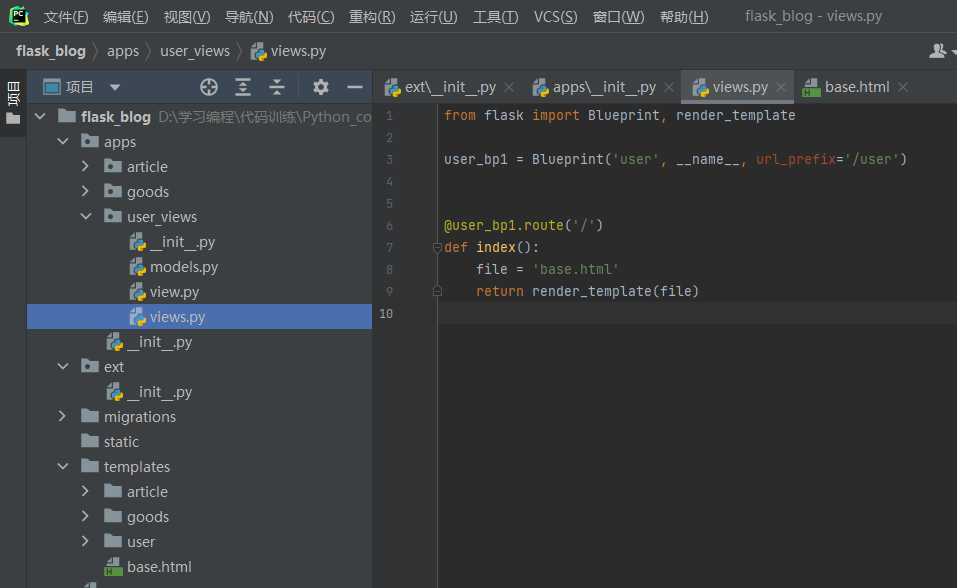 PC 文件(F) 编辑(E) 视图(V) 导航(N) 代码(C) 重构(R) 运行(U) 工具(T) VCS(S) 窗口(W) 帮助(H) flask_blog - views.py
flask_blog apps user_views views.py
项目
项目
ext\__init__.py apps\__init__.py views.py base.html
flask_blog D:\学习编程\代码训练\Python_co
apps
article
goods
user_views
__init__.py
models.py
view.py
views.py
__init__.py
ext
__init__.py
migrations
static
templates
article
goods
user
base.html
1 from flask import Blueprint, render_template
2
3 user_bp1 = Blueprint('user', __name__, url_prefix='/user')
4
5
6 @user_bp1.route('/')
7 def index():
8 file = 'base.html'
9 return render_template(file)
10